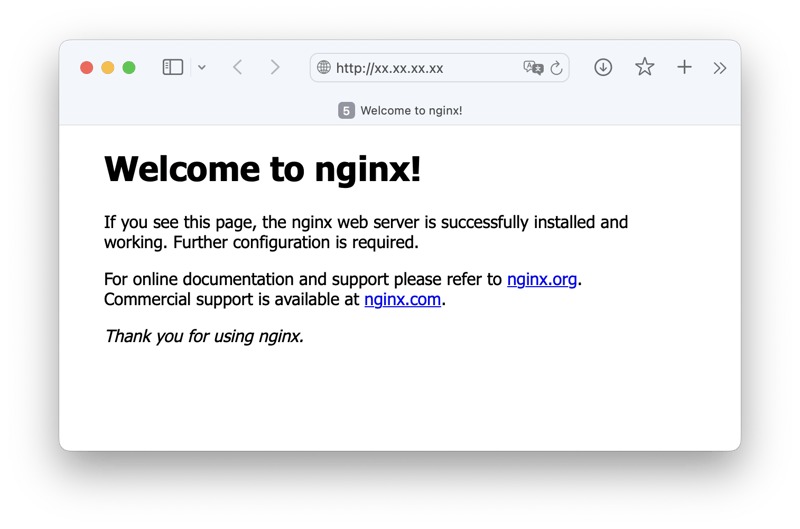 http://xx.xx.xx.xx
5 Welcome to nginx!
Welcome to nginx!
If you see this page, the nginx web server is successfully installed and
working. Further configuration is required.
For online documentation and support please refer to nginx.org.
Commercial support is available at nginx.com.
Thank you for using nginx.